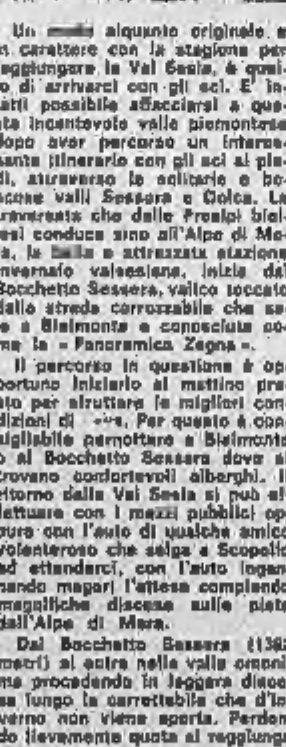 Un modo alquanto originale e
in carattere con la stagione per
raggiungere la Val Sesia, è quel-
lo di arrivarci con gli sci. E' in-
fatti possibile affacciarsi a que-
sta incantevole valle piemontese
dopo aver percorso un interes-
sante itinerario con gli sci ai pie-
di, attraverso le solitarie e bo-
scose valli Sessera e Dolca. La
traversata che dalle Prealpi biel-
lesi conduce sino all'Alpe di Me-
ra, la bella e attrezzata stazione
invernale valsesiana, inizia dal
Bocchetto Sessera, valico toccato
dalla strada carrozzabile che sa-
le a Bielmonte e conosciuta co-
me la « Panoramica Zegna ».
Il percorso in questione è op-
portuno iniziarlo al mattino pre-
sto per sfruttare le migliori con-
dizioni di Per questo è con-
sigliabile pernottare a Bielmonte
o al Bocchetto Sessera dove si
trovano confortevoli alberghi. Il
ritorno dalla Val Sesia si può ef-
fettuare con i mezzi pubblici op-
pure con l'auto di qualche amico
volenteroso che salga a Scopello
ad attenderci, con l'auto ingan-
nando magari l'attesa compiendo
magnifiche discese sulle piste
dell'Alpe di Mera.
Dal Bocchetto Sessera (1382
metri) si entra nella valle omoni-
ma procedendo in leggera disce-
sa lungo la carrettabile che d'in-
verno non viene aperta. Perden-
do lievemente quota si raggiunge